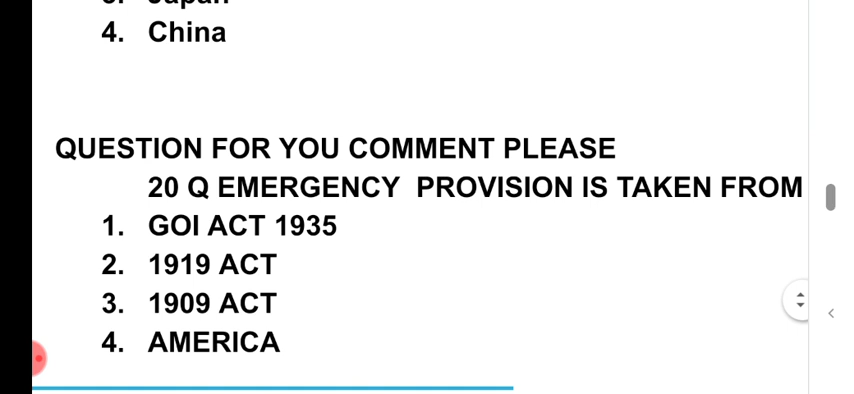 4. China
QUESTION FOR YOU COMMENT PLEASE
20 Q EMERGENCY PROVISION IS TAKEN FROM
1. GOI ACT 1935
2. 1919 ACT
3. 1909 ACT
4. AMERICA